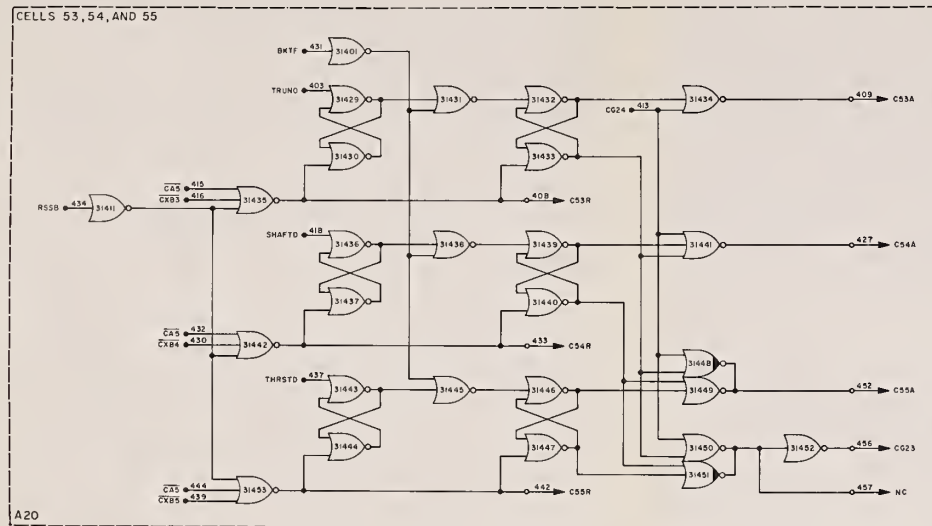 CELLS 53, 54, AND 55
BKTF 431 31401
TRUNO 403 31429 31431 31432 CG24 413 31434 409 C53A
31430 31433
CA5 415
CXB3 416 31435 408 C53R
RSSB 434 31411
SHAFTD 418 31436 31438 31439 31441 427 C54A
31437 31440
CA5 432
CXB4 430 31442 433 C54R
31448
THRSTD 437 31443 31445 31446 31449 452 C55A
31444 31447 31450 31452 456 CG23
31451
CA5 444
CXB5 439 31453 442 C55R 457 NC
A20